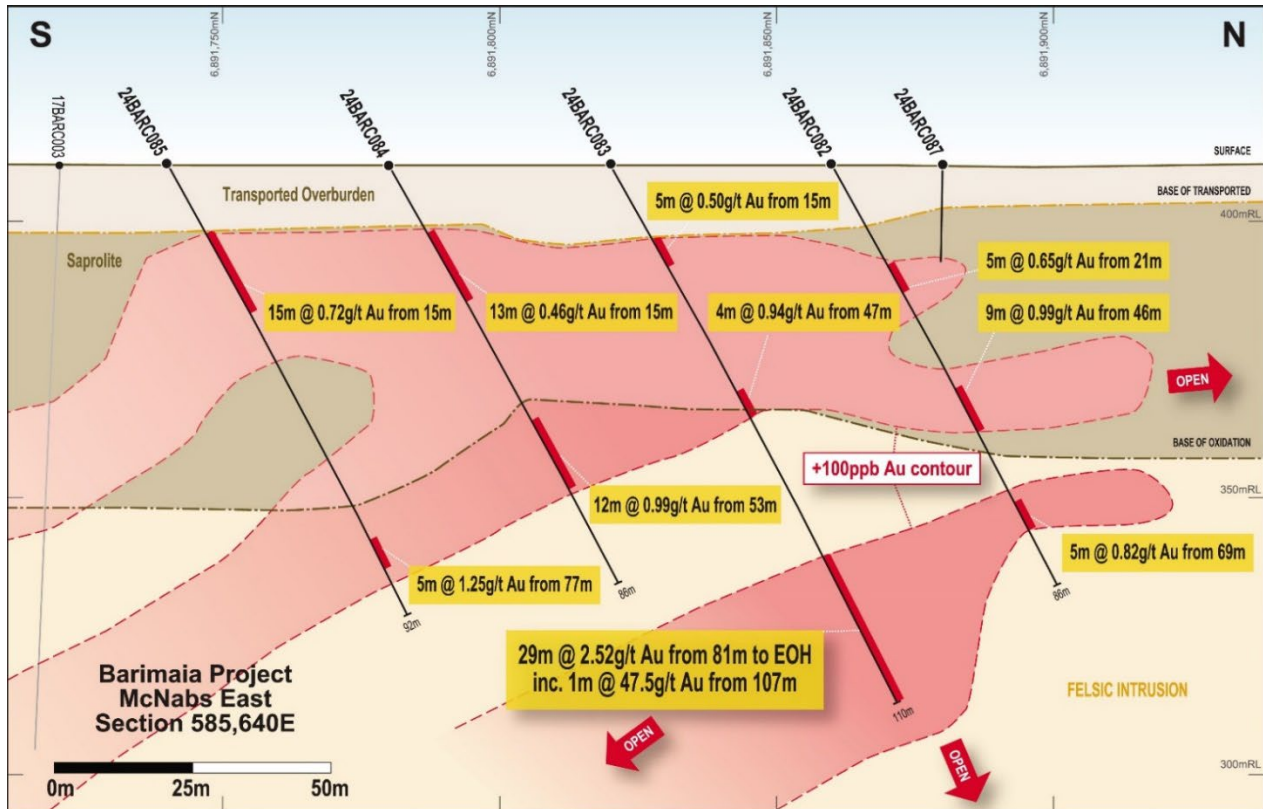 S
N
6,891,750mN
6,891,800mN
6,891,850mN
6,891,900mN
17BARC003
24BARC085
24BARC084
24BARC083
24BARC082
24BARC087
SURFACE
Transported Overburden
BASE OF TRANSPORTED
400mRL
Saprolite
5m @ 0.50g/t Au from 15m
5m @ 0.65g/t Au from 21m
15m @ 0.72g/t Au from 15m
13m @ 0.46g/t Au from 15m
4m @ 0.94g/t Au from 47m
9m @ 0.99g/t Au from 46m
OPEN
BASE OF OXIDATION
+100ppb Au contour
350mRL
12m @ 0.99g/t Au from 53m
5m @ 0.82g/t Au from 69m
5m @ 1.25g/t Au from 77m
86m
86m
92m
29m @ 2.52g/t Au from 81m to EOH
inc. 1m @ 47.5g/t Au from 107m
110m
FELSIC INTRUSION
Barimaia Project
McNabs East
Section 585,640E
OPEN
OPEN
300mRL
0m
25m
50m